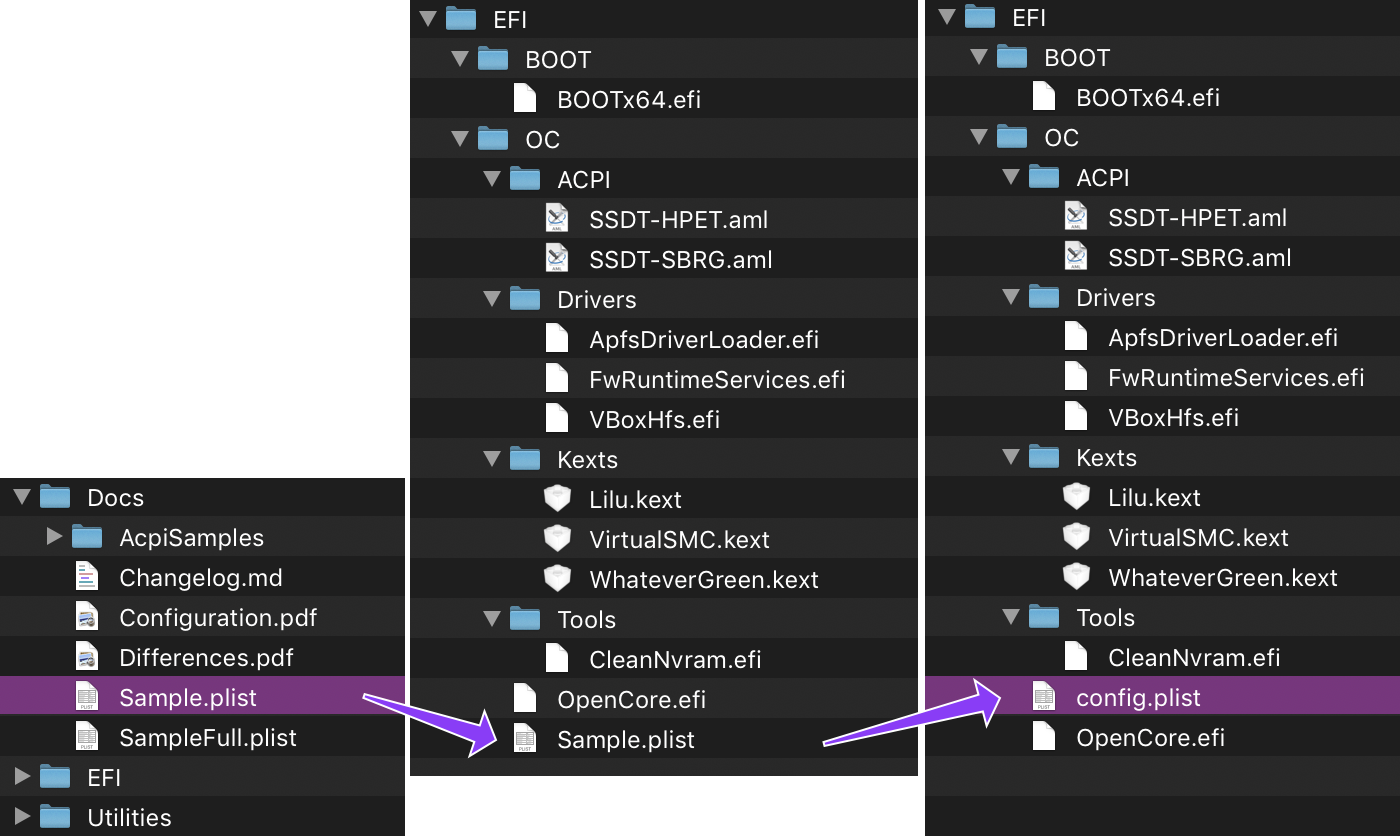 Docs
AcpiSamples
Changelog.md
Configuration.pdf
Differences.pdf
Sample.plist
SampleFull.plist
EFI
Utilities
EFI
BOOT
BOOTx64.efi
OC
ACPI
SSDT-HPET.aml
SSDT-SBRG.aml
Drivers
ApfsDriverLoader.efi
FwRuntimeServices.efi
VBoxHfs.efi
Kexts
Lilu.kext
VirtualSMC.kext
WhateverGreen.kext
Tools
CleanNvram.efi
OpenCore.efi
Sample.plist
EFI
BOOT
BOOTx64.efi
OC
ACPI
SSDT-HPET.aml
SSDT-SBRG.aml
Drivers
ApfsDriverLoader.efi
FwRuntimeServices.efi
VBoxHfs.efi
Kexts
Lilu.kext
VirtualSMC.kext
WhateverGreen.kext
Tools
CleanNvram.efi
config.plist
OpenCore.efi